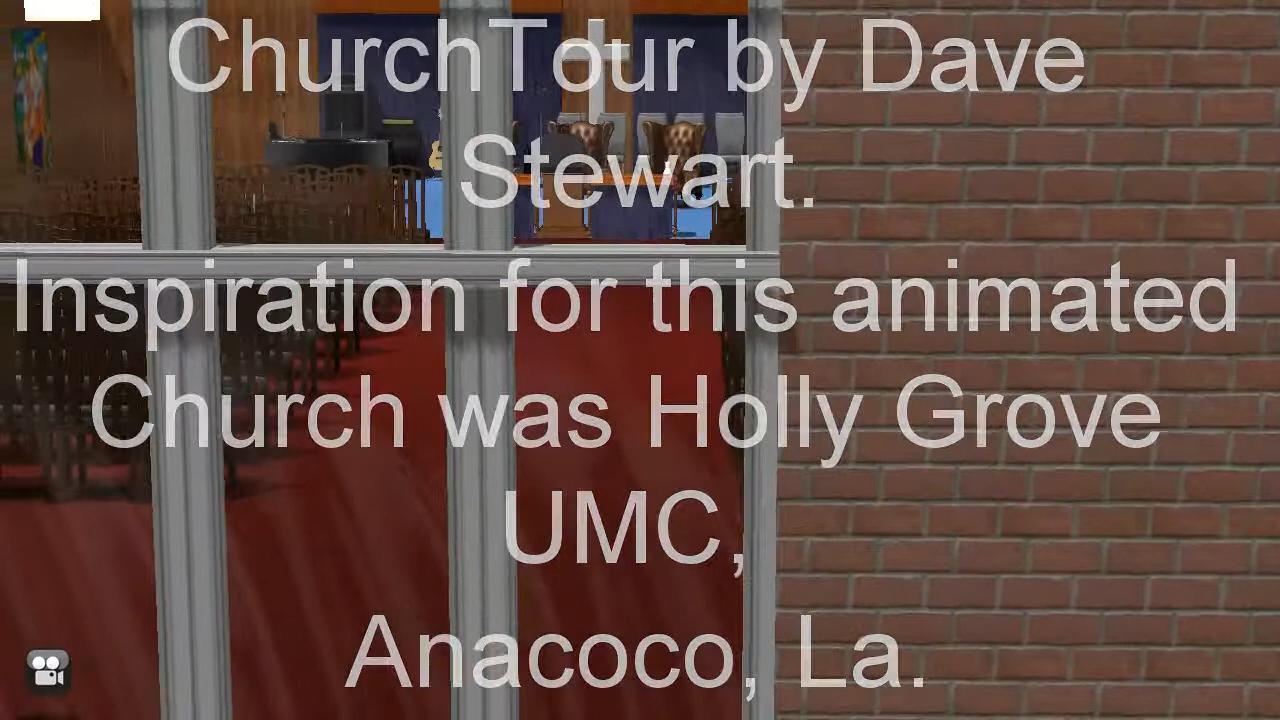 ChurchTour by Dave
Stewart.
Inspiration for this animated
Church was Holly Grove
UMC,
Anacoco, La.